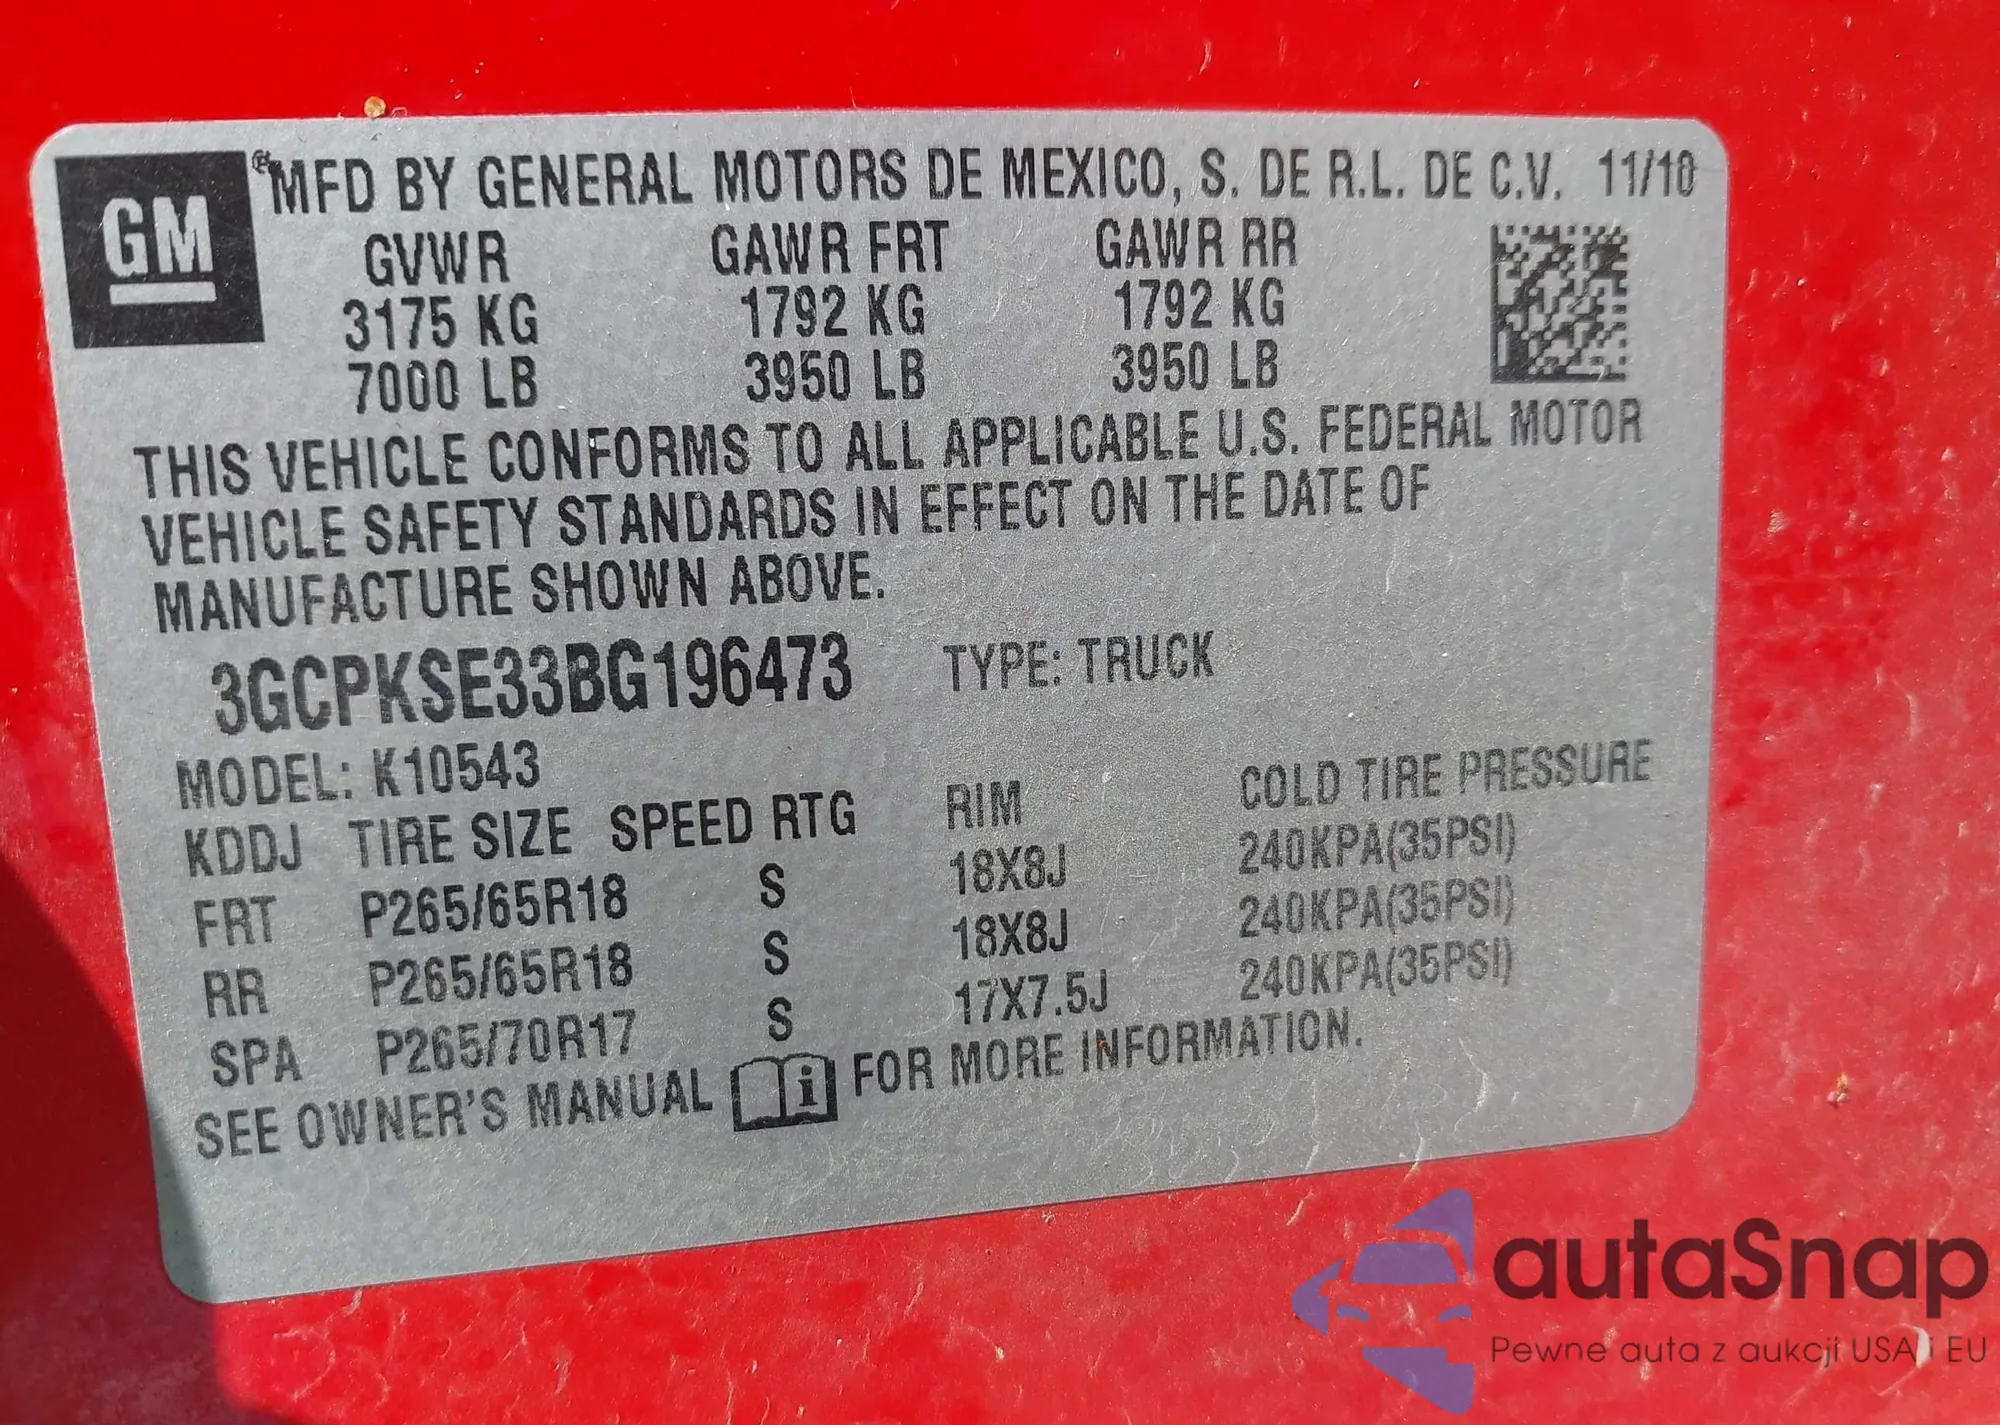 GM
® MFD BY GENERAL MOTORS DE MEXICO, S. DE R.L. DE C.V. 11/10
GVWR GAWR FRT GAWR RR
3175 KG 1792 KG 1792 KG
7000 LB 3950 LB 3950 LB
THIS VEHICLE CONFORMS TO ALL APPLICABLE U.S. FEDERAL MOTOR
VEHICLE SAFETY STANDARDS IN EFFECT ON THE DATE OF
MANUFACTURE SHOWN ABOVE.
3GCPKSE33BG196473 TYPE: TRUCK
MODEL: K10543
KDDJ TIRE SIZE SPEED RTG RIM COLD TIRE PRESSURE
FRT P265/65R18 S 18X8J 240KPA(35PSI)
RR P265/65R18 S 18X8J 240KPA(35PSI)
SPA P265/70R17 S 17X7.5J 240KPA(35PSI)
SEE OWNER'S MANUAL i FOR MORE INFORMATION.
autaSnap
Pewne auta z aukcji USA i EU